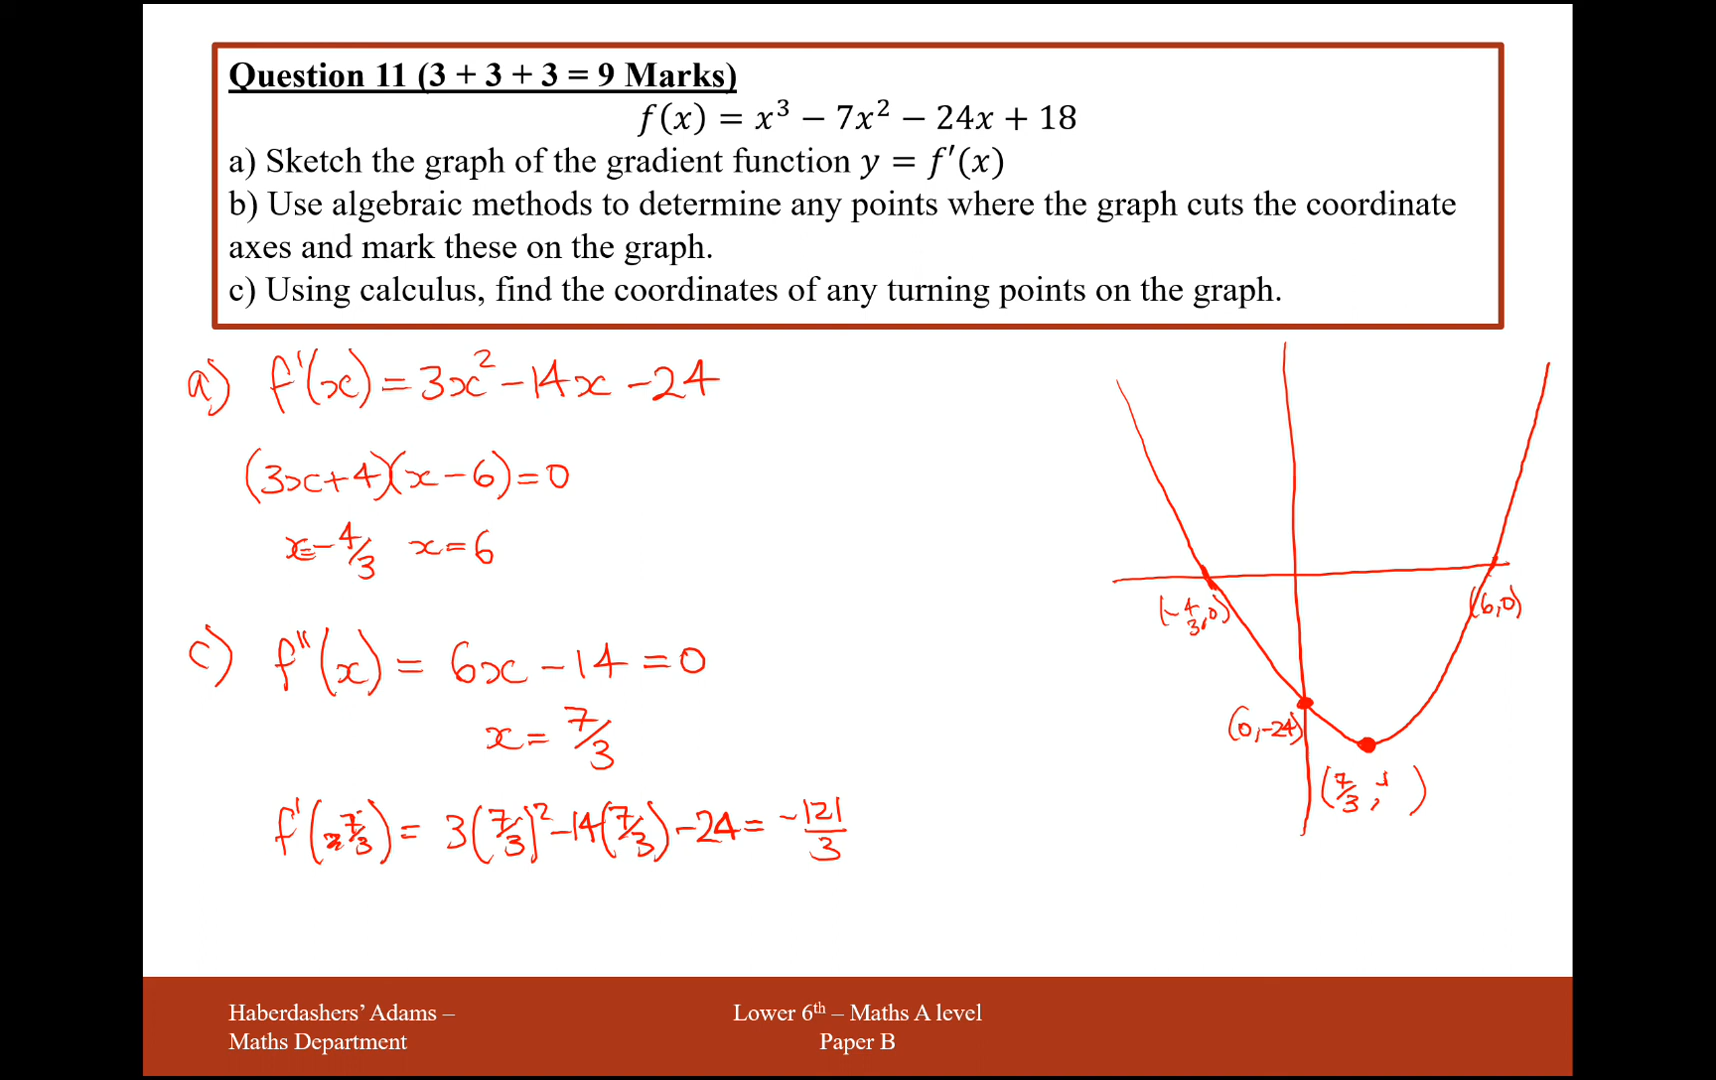 Question 11 (3 + 3 + 3 = 9 Marks)
f(x) = x³ − 7x² − 24x + 18
a) Sketch the graph of the gradient function y = f′(x)
b) Use algebraic methods to determine any points where the graph cuts the coordinate
axes and mark these on the graph.
c) Using calculus, find the coordinates of any turning points on the graph.
a) f'(x) = 3x² - 14x - 24
(3x+4)(x-6) = 0
x = -4/3 x = 6
c) f''(x) = 6x - 14 = 0
x = 7/3
f'(7/3) = 3(7/3)² - 14(7/3) - 24 = -121/3
(-4/3, 0)
(6, 0)
(0, -24)
(7/3, )
Haberdashers’ Adams –
Maths Department
Lower 6th – Maths A level
Paper B